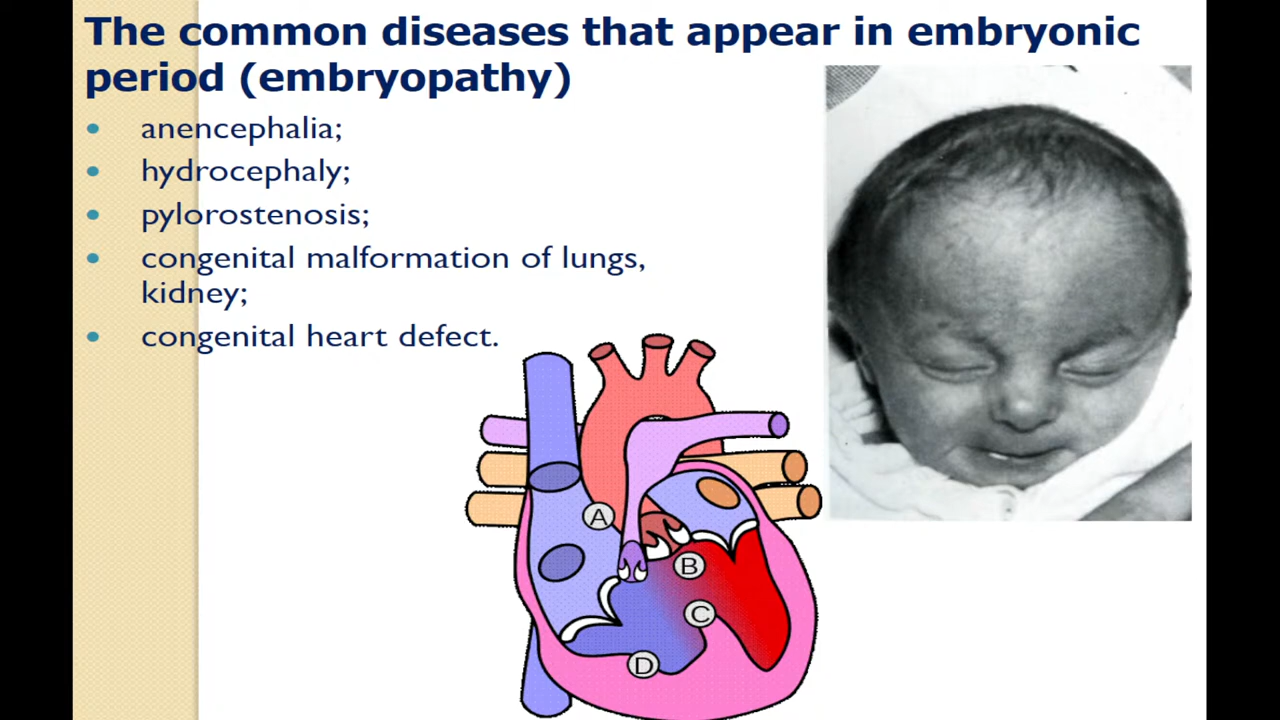 The common diseases that appear in embryonic
period (embryopathy)
anencephalia;
hydrocephaly;
pylorostenosis;
congenital malformation of lungs,
kidney;
congenital heart defect.
A
B
C
D